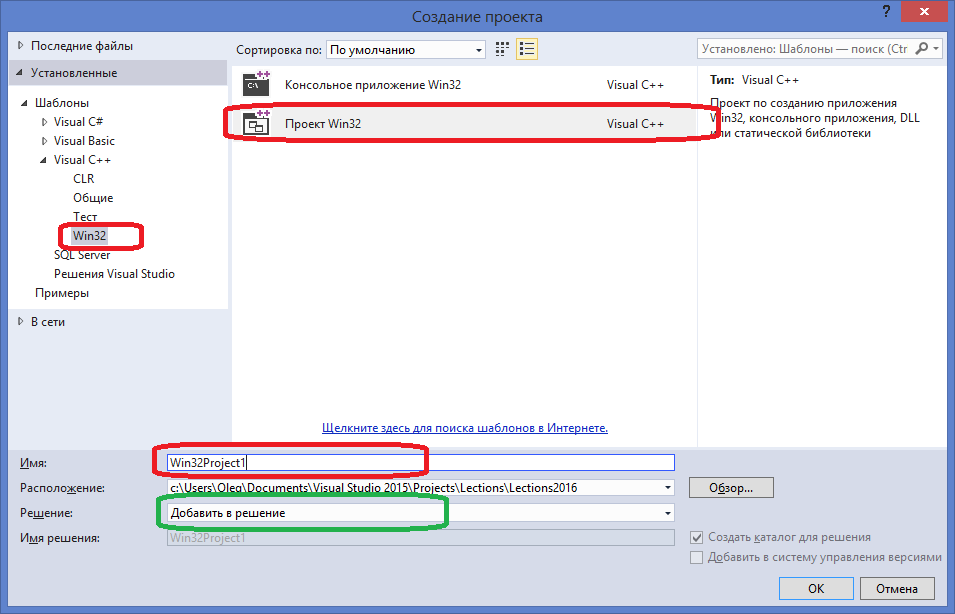 Создание проекта
?
Последние файлы
Установленные
Шаблоны
Visual C#
Visual Basic
Visual C++
CLR
Общие
Тест
Win32
SQL Server
Решения Visual Studio
Примеры
В сети
Сортировка по: По умолчанию
Консольное приложение Win32 Visual C++
Проект Win32 Visual C++
Щелкните здесь для поиска шаблонов в Интернете.
Установлено: Шаблоны — поиск (Ctr
Тип: Visual C++
Проект по созданию приложения
Win32, консольного приложения, DLL
или статической библиотеки
Имя: Win32Project1
Расположение: c:\Users\Oleg\Documents\Visual Studio 2015\Projects\Lections\Lections2016
Обзор...
Решение: Добавить в решение
Имя решения: Win32Project1
Создать каталог для решения
Добавить в систему управления версиями
OK Отмена